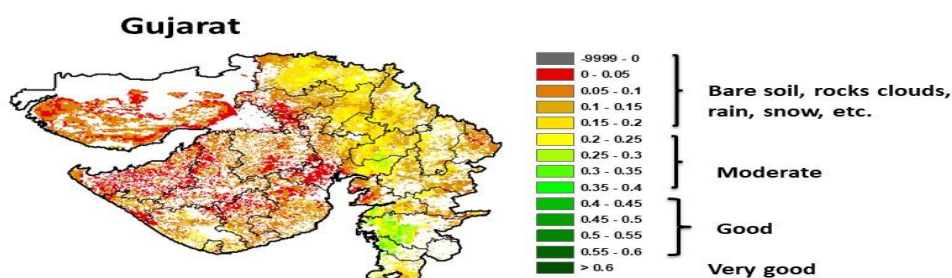 Gujarat
-9999 - 0
0 - 0.05
0.05 - 0.1
0.1 - 0.15
0.15 - 0.2
0.2 - 0.25
0.25 - 0.3
0.3 - 0.35
0.35 - 0.4
0.4 - 0.45
0.45 - 0.5
0.5 - 0.55
0.55 - 0.6
> 0.6
Bare soil, rocks clouds,
rain, snow, etc.
Moderate
Good
Very good